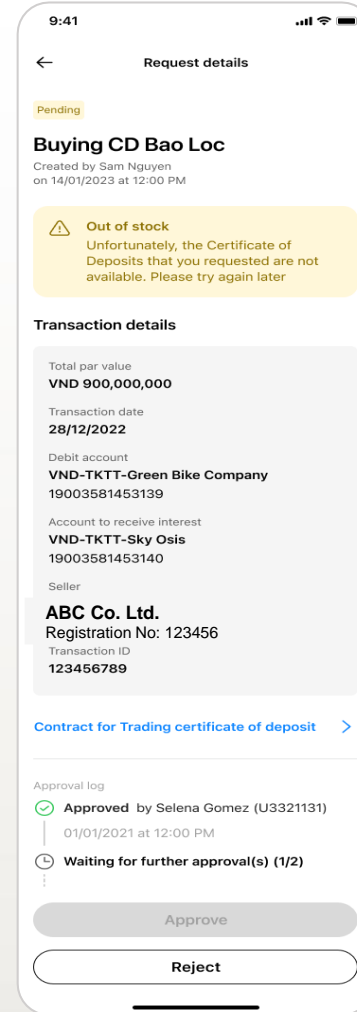 9:41
Request details
Pending
Buying CD Bao Loc
Created by Sam Nguyen
on 14/01/2023 at 12:00 PM
Out of stock
Unfortunately, the Certificate of
Deposits that you requested are not
available. Please try again later
Transaction details
Total par value
VND 900,000,000
Transaction date
28/12/2022
Debit account
VND-TKTT-Green Bike Company
19003581453139
Account to receive interest
VND-TKTT-Sky Osis
19003581453140
Seller
ABC Co. Ltd.
Registration No: 123456
Transaction ID
123456789
Contract for Trading certificate of deposit
Approval log
Approved by Selena Gomez (U3321131)
01/01/2021 at 12:00 PM
Waiting for further approval(s) (1/2)
Approve
Reject